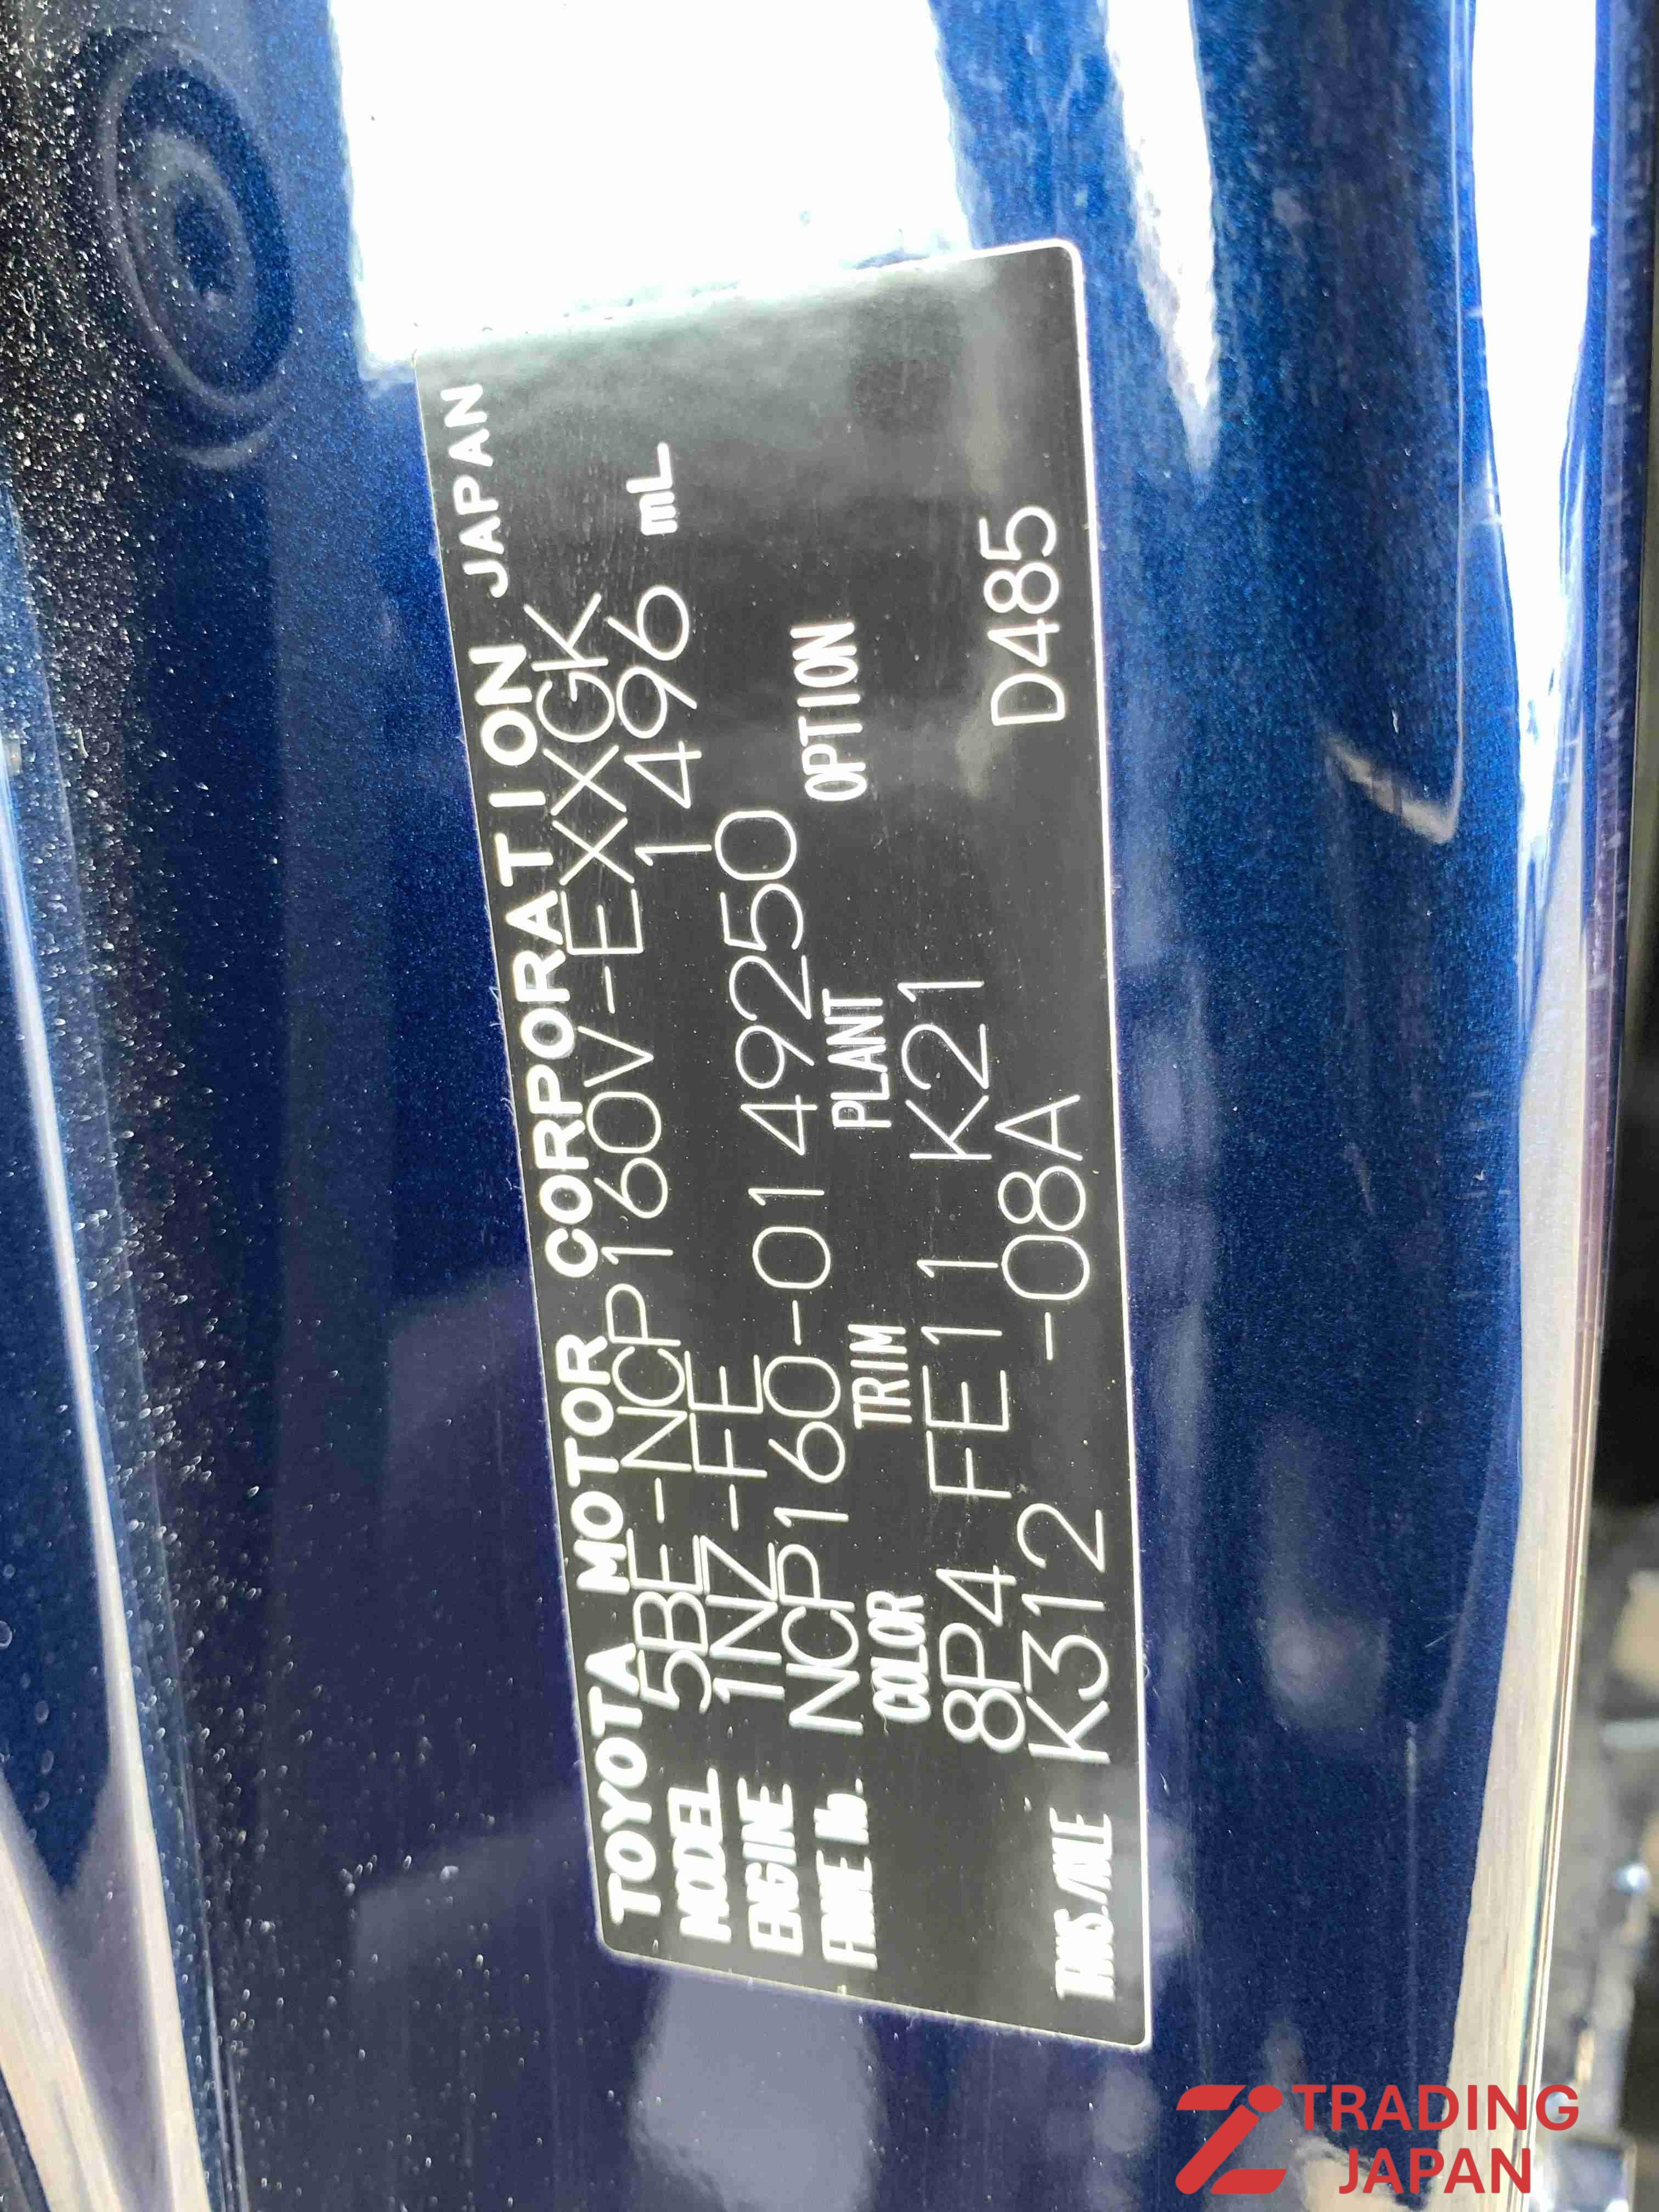 TOYOTA MOTOR CORPORATION JAPAN
MODEL 5BE-NCP160V-EXXGK
ENGINE 1NZ-FE 1496 mL
FRAME No. NCP160-0149250
COLOR TRIM PLANT OPTION
8P4 FE11 K21
TRNS./AXLE K312 -08A D485
TRADING
JAPAN